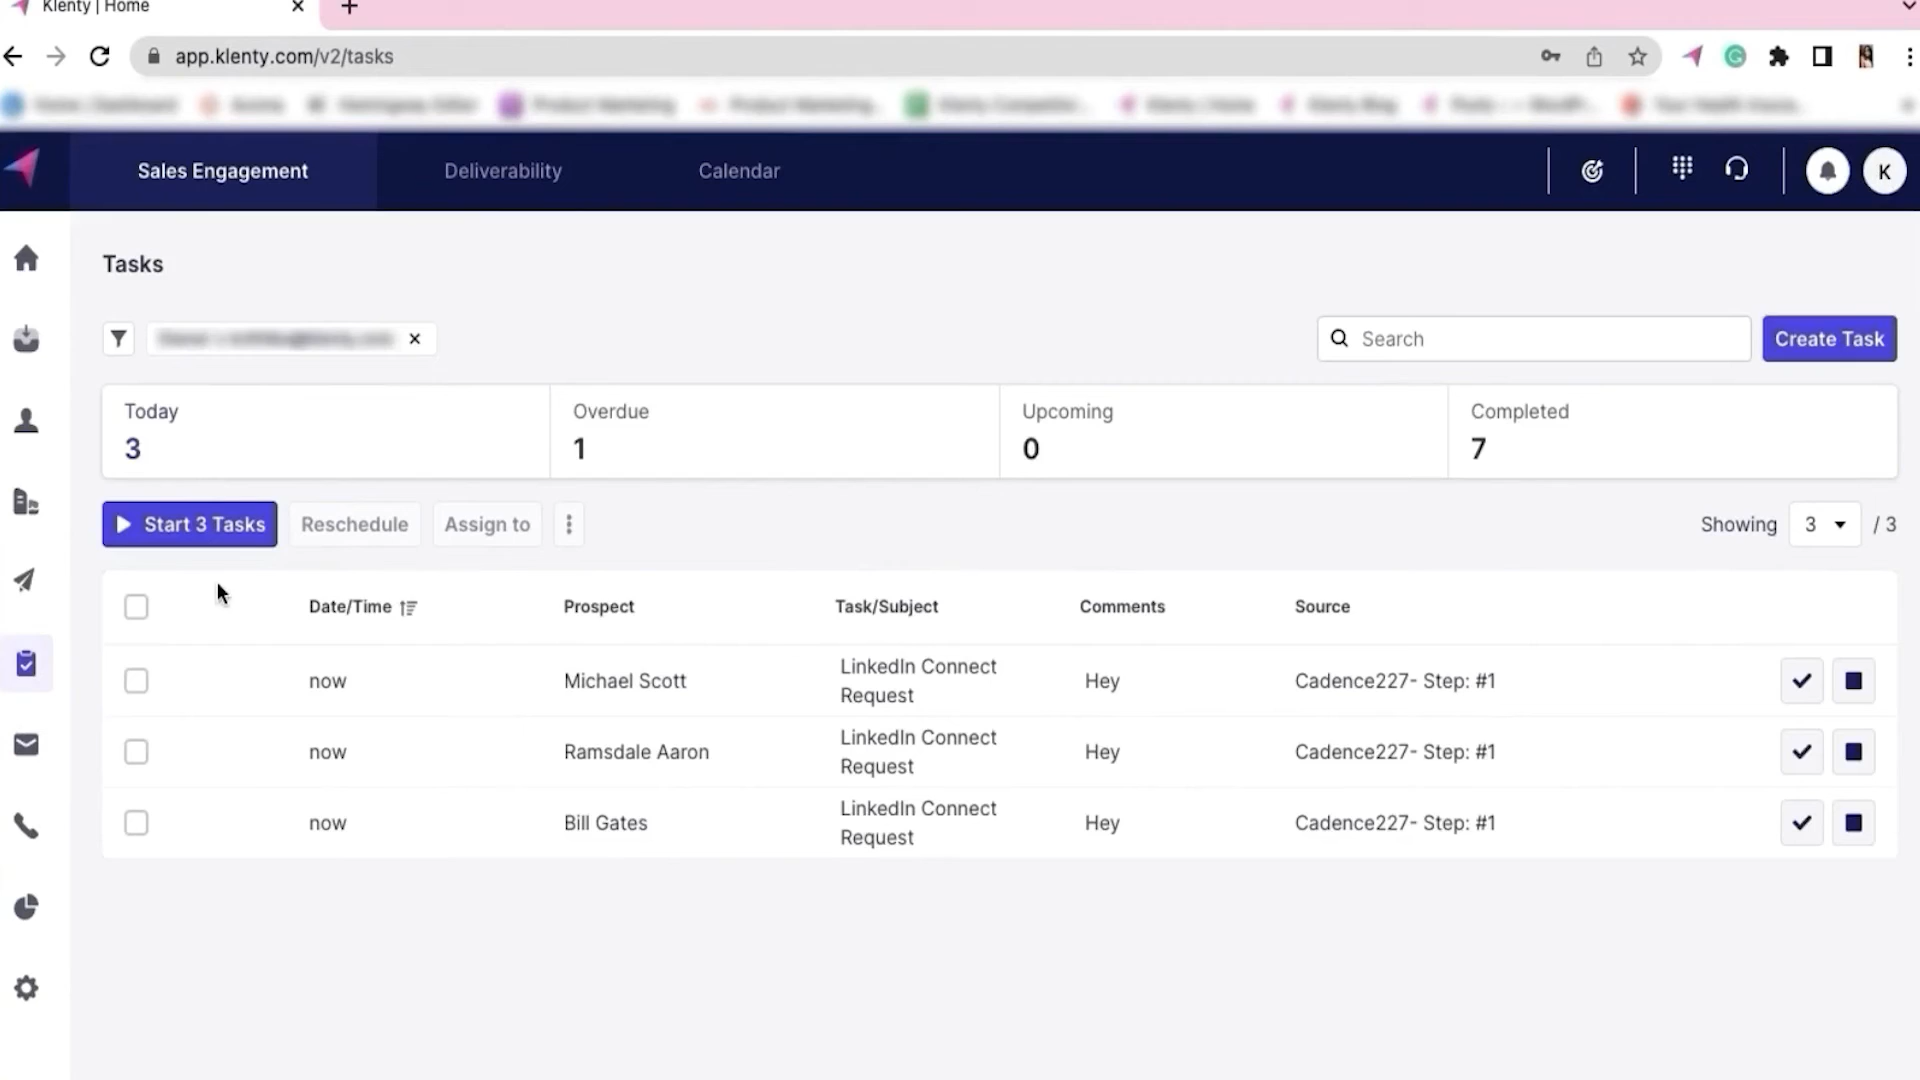 Klenty | Home
app.klenty.com/v2/tasks
Sales Engagement
Deliverability
Calendar
K
Tasks
Search
Create Task
Today
3
Overdue
1
Upcoming
0
Completed
7
Start 3 Tasks
Reschedule
Assign to
Showing
3
/ 3
Date/Time
Prospect
Task/Subject
Comments
Source
now
Michael Scott
LinkedIn Connect
Request
Hey
Cadence227- Step: #1
now
Ramsdale Aaron
LinkedIn Connect
Request
Hey
Cadence227- Step: #1
now
Bill Gates
LinkedIn Connect
Request
Hey
Cadence227- Step: #1